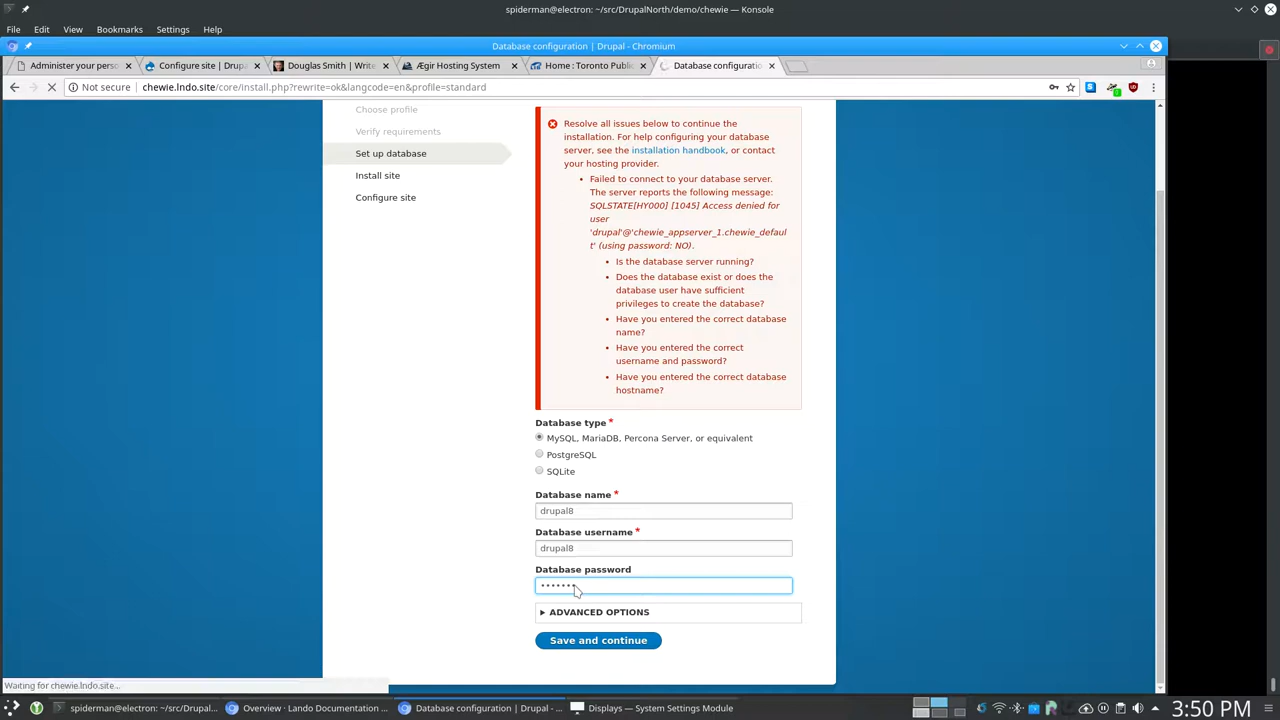 spiderman@electron: ~/src/DrupalNorth/demo/chewie — Konsole
File Edit View Bookmarks Settings Help
Database configuration | Drupal - Chromium
Administer your perso
Configure site | Drupa
Douglas Smith | Write
Ægir Hosting System
Home : Toronto Public
Database configuratio
Not secure chewie.lndo.site/core/install.php?rewrite=ok&langcode=en&profile=standard
Choose profile
Verify requirements
Set up database
Install site
Configure site
Resolve all issues below to continue the
installation. For help configuring your database
server, see the installation handbook, or contact
your hosting provider.
• Failed to connect to your database server.
The server reports the following message:
SQLSTATE[HY000] [1045] Access denied for
user
'drupal'@'chewie_appserver_1.chewie_defaul
t' (using password: NO).
• Is the database server running?
• Does the database exist or does the
database user have sufficient
privileges to create the database?
• Have you entered the correct database
name?
• Have you entered the correct
username and password?
• Have you entered the correct database
hostname?
Database type *
MySQL, MariaDB, Percona Server, or equivalent
PostgreSQL
SQLite
Database name *
drupal8
Database username *
drupal8
Database password
•••••••
ADVANCED OPTIONS
Save and continue
Waiting for chewie.lndo.site...
spiderman@electron: ~/src/Drupal...
Overview · Lando Documentation ...
Database configuration | Drupal - ...
Displays — System Settings Module
3:50 PM